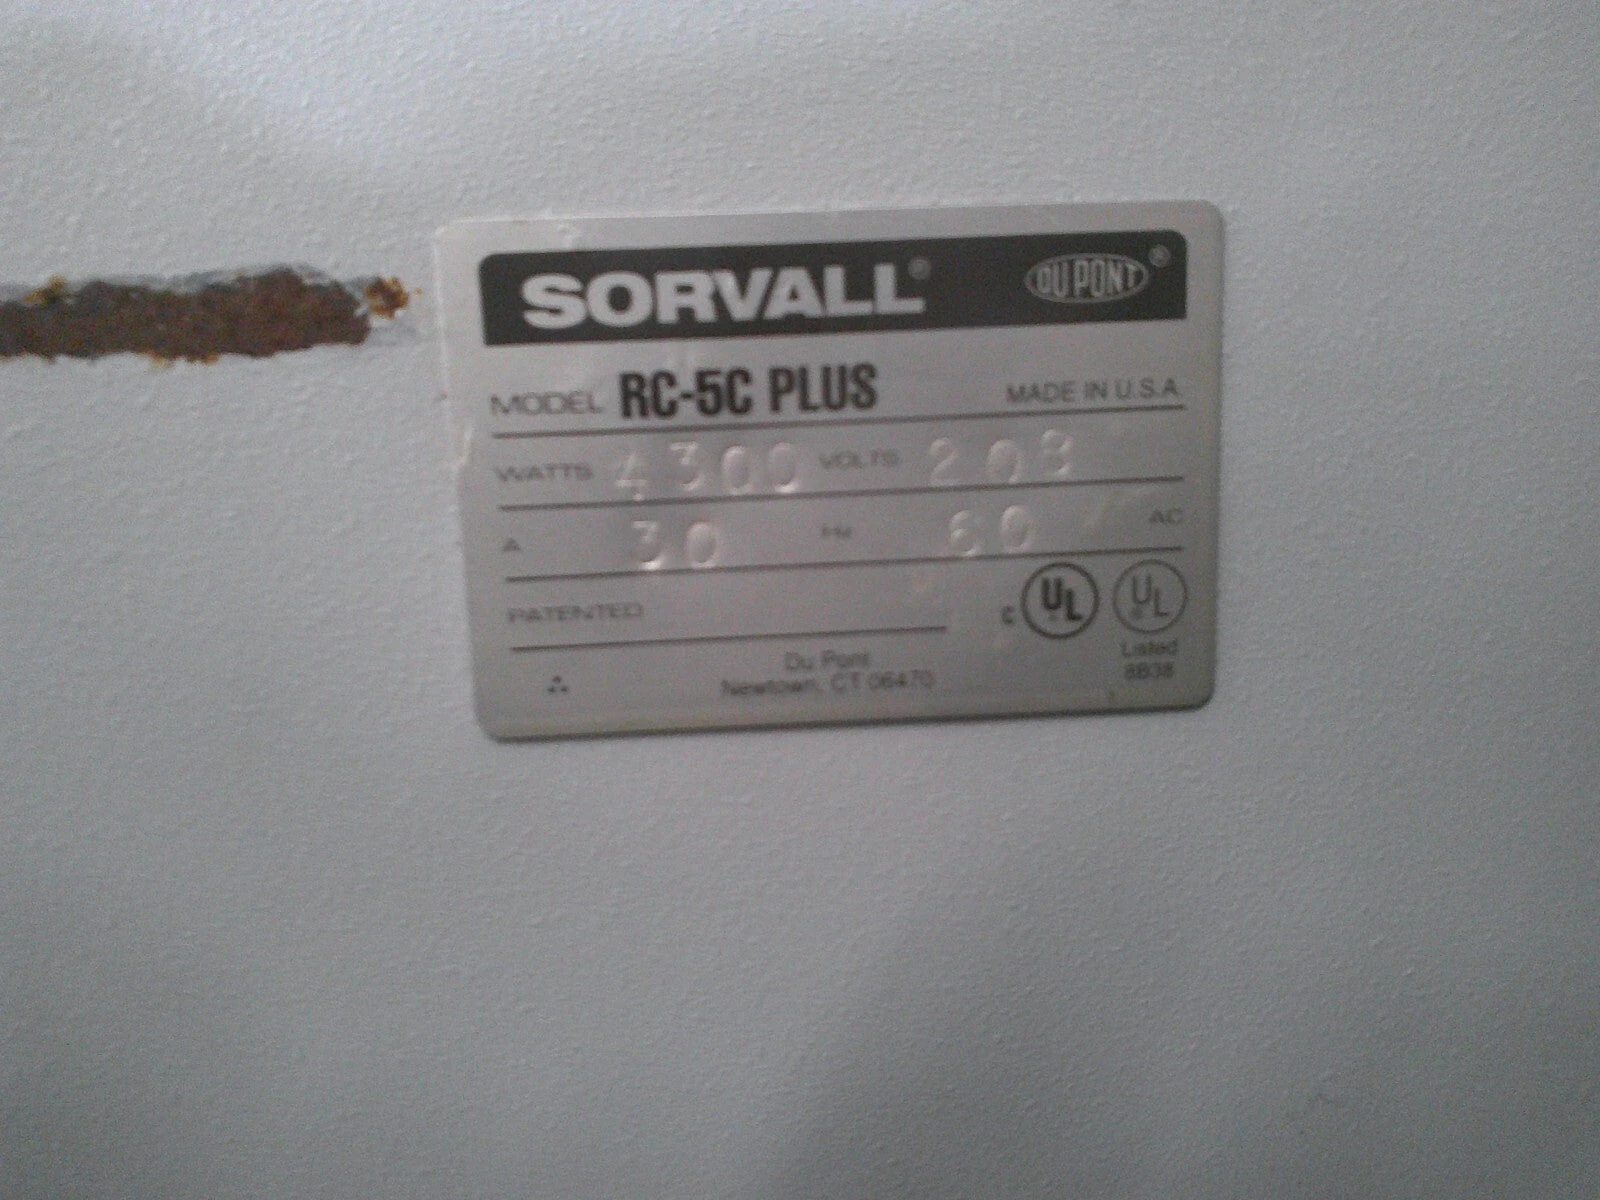 SORVALL® DU PONT®
MODEL RC-5C PLUS MADE IN U.S.A.
WATTS 4300 VOLTS 208
A 30 Hz 60 AC
PATENTED
C UL UL
Listed
8B38
Du Pont
Newtown, CT 06470